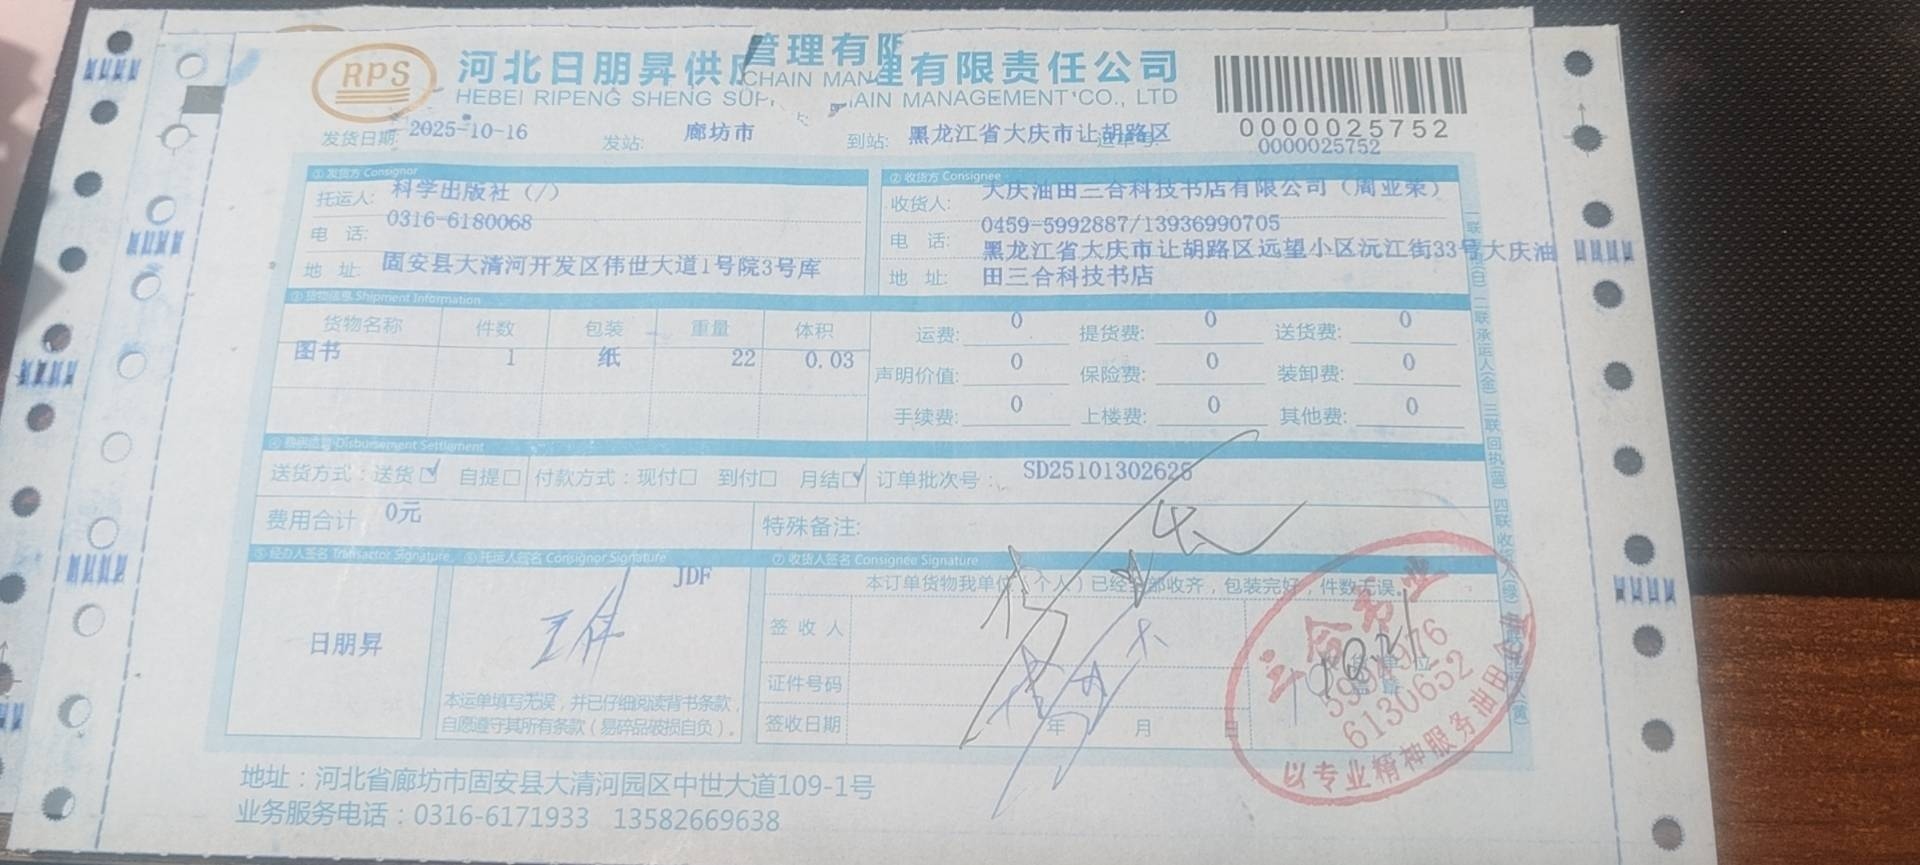 RPS
河北日朋昇供应管理有限责任公司
HEBEI RIPENG SHENG SUPPLY CHAIN MANAGEMENT CO., LTD
管理有限
CHAIN MAN
0000025752
0000025752
发货日期: 2025-10-16 发站: 廊坊市 到站: 黑龙江省大庆市让胡路区 运单号:
① 发货方 Consignor
托运人: 科学出版社（/）
电 话: 0316-6180068
地 址: 固安县大清河开发区伟世大道1号院3号库
② 收货方 Consignee
收货人: 大庆油田三合科技书店有限公司（周亚荣）
电 话: 0459-5992887/13936990705
地 址: 黑龙江省大庆市让胡路区远望小区沅江街33号大庆油
田三合科技书店
③ 货物信息 Shipment Information
货物名称 件数 包装 重量 体积
图书 1 纸 22 0.03
运费: 0 提货费: 0 送货费: 0
声明价值: 0 保险费: 0 装卸费: 0
手续费: 0 上楼费: 0 其他费: 0
④ 费用结算 Disbursement Settlement
送货方式: 送货☑ 自提□ 付款方式: 现付□ 到付□ 月结☑ 订单批次号: SD25101302626
费用合计 0元 特殊备注:
⑤ 经办人签名 Transactor Signature
日朋昇
⑥ 托运人签名 Consignor Signature
JDF
王伟
本运单填写无误，并已仔细阅读背书条款，
自愿遵守其所有条款（易碎品破损自负）。
⑦ 收货人签名 Consignee Signature
本订单货物我单位（个人）已经全部收齐，包装完好，件数无误。
签 收 人
证件号码
签收日期 年 月 日
6130652
以专业精神服务油田
地址：河北省廊坊市固安县大清河园区中世大道109-1号
业务服务电话：0316-6171933 13582669638